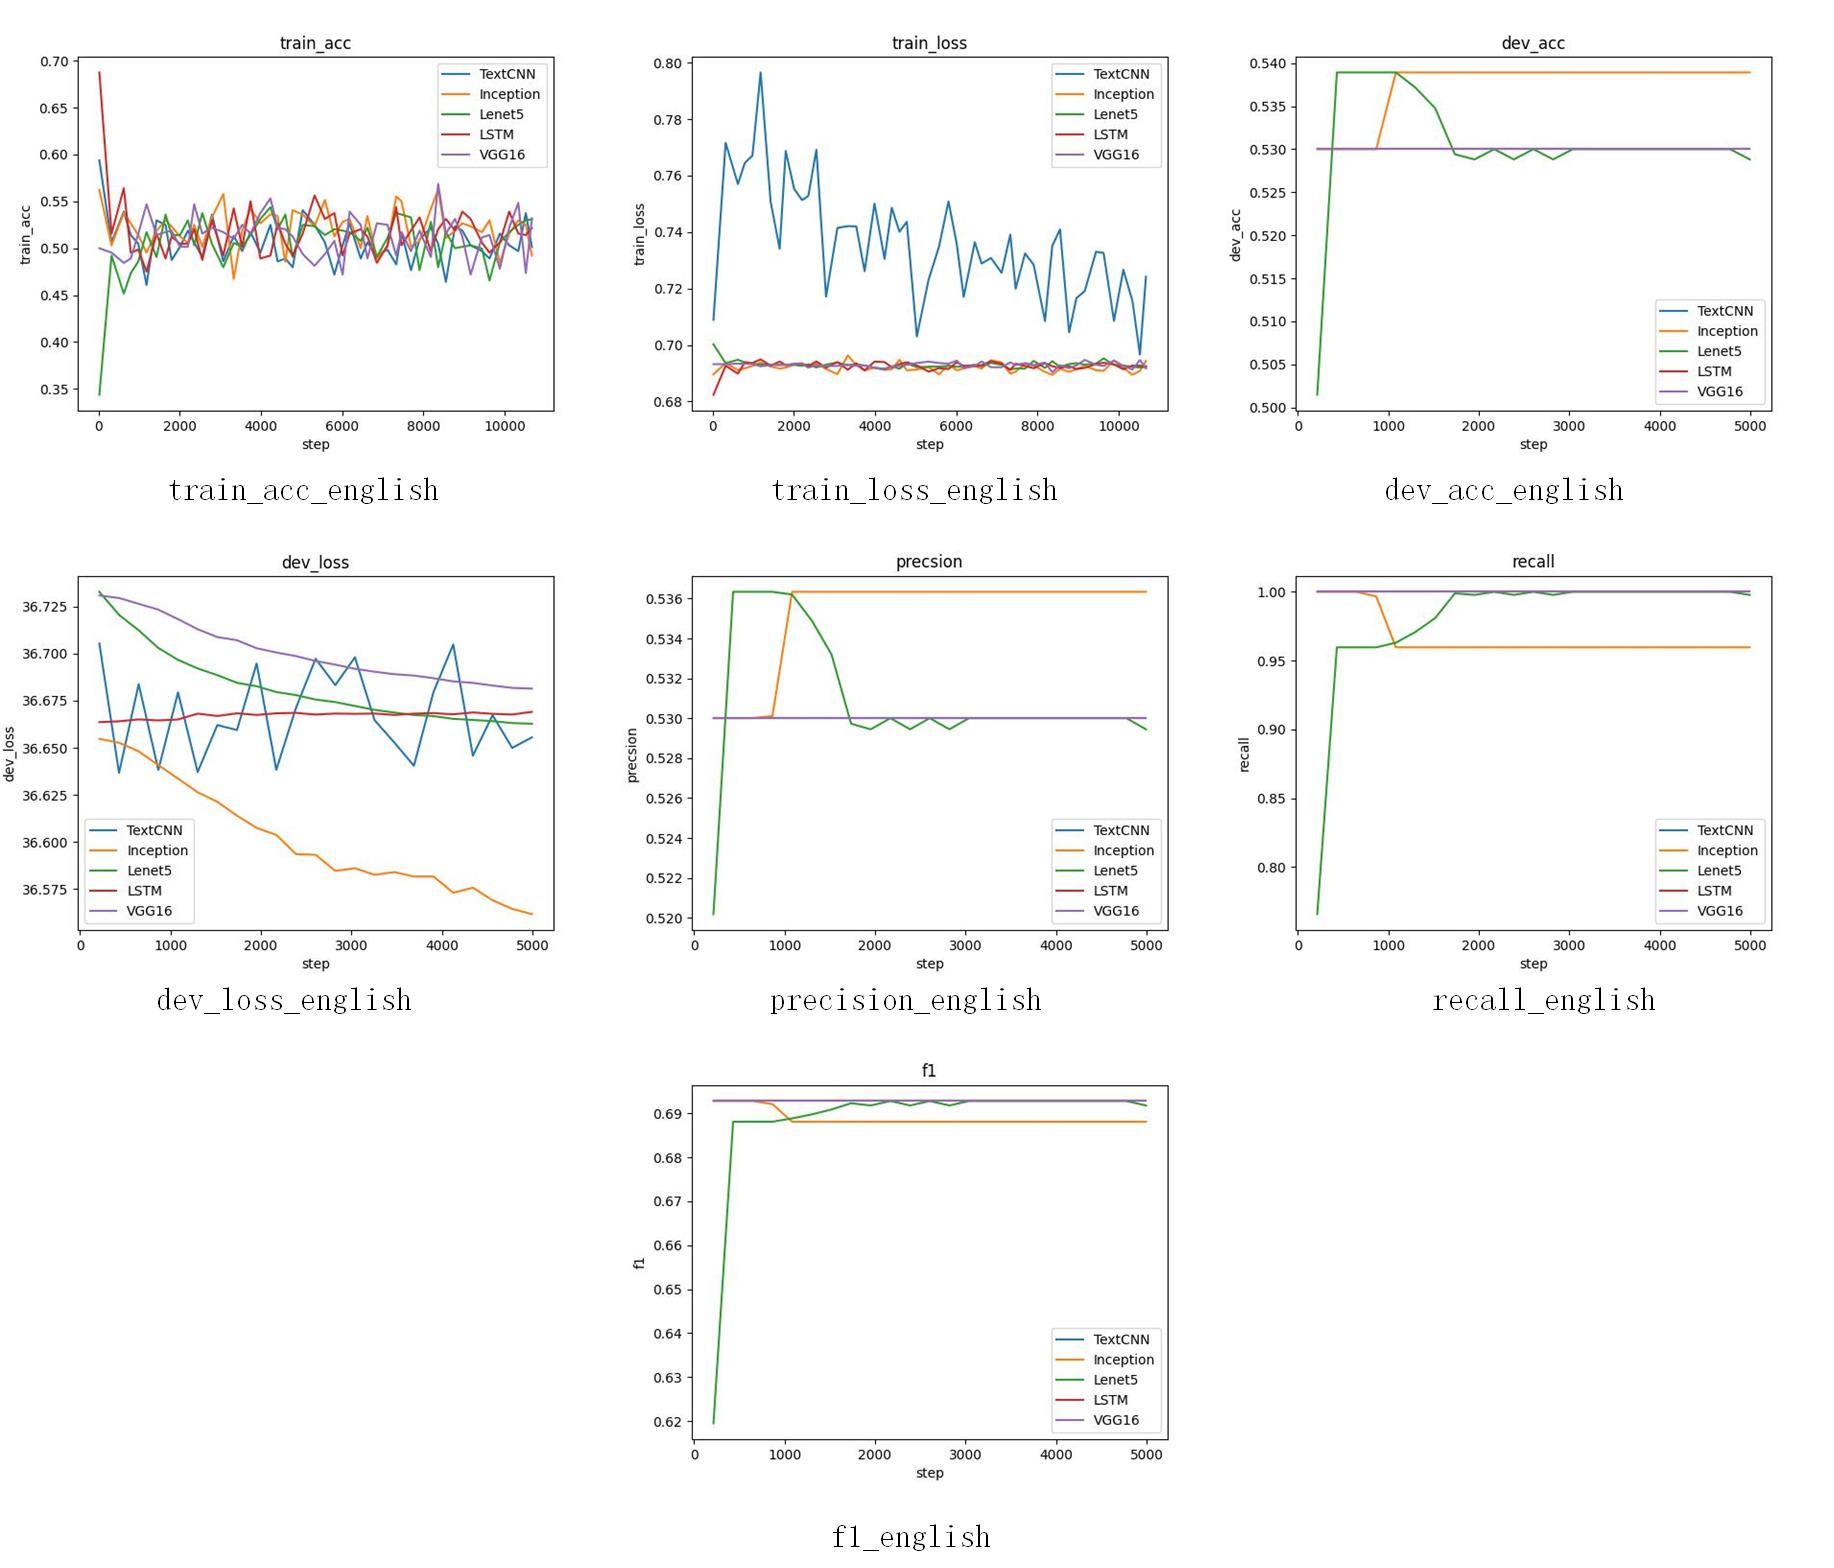 train_acc
0.70
0.65
0.60
0.55
0.50
0.45
0.40
0.35
train_acc
0 2000 4000 6000 8000 10000
step
TextCNN
Inception
Lenet5
LSTM
VGG16
train_acc_english
train_loss
0.80
0.78
0.76
0.74
0.72
0.70
0.68
train_loss
0 2000 4000 6000 8000 10000
step
TextCNN
Inception
Lenet5
LSTM
VGG16
train_loss_english
dev_acc
0.540
0.535
0.530
0.525
0.520
0.515
0.510
0.505
0.500
dev_acc
0 1000 2000 3000 4000 5000
step
TextCNN
Inception
Lenet5
LSTM
VGG16
dev_acc_english
dev_loss
36.725
36.700
36.675
36.650
36.625
36.600
36.575
dev_loss
0 1000 2000 3000 4000 5000
step
TextCNN
Inception
Lenet5
LSTM
VGG16
dev_loss_english
precsion
0.536
0.534
0.532
0.530
0.528
0.526
0.524
0.522
0.520
precsion
0 1000 2000 3000 4000 5000
step
TextCNN
Inception
Lenet5
LSTM
VGG16
precision_english
recall
1.00
0.95
0.90
0.85
0.80
recall
0 1000 2000 3000 4000 5000
step
TextCNN
Inception
Lenet5
LSTM
VGG16
recall_english
f1
0.69
0.68
0.67
0.66
0.65
0.64
0.63
0.62
f1
0 1000 2000 3000 4000 5000
step
TextCNN
Inception
Lenet5
LSTM
VGG16
f1_english